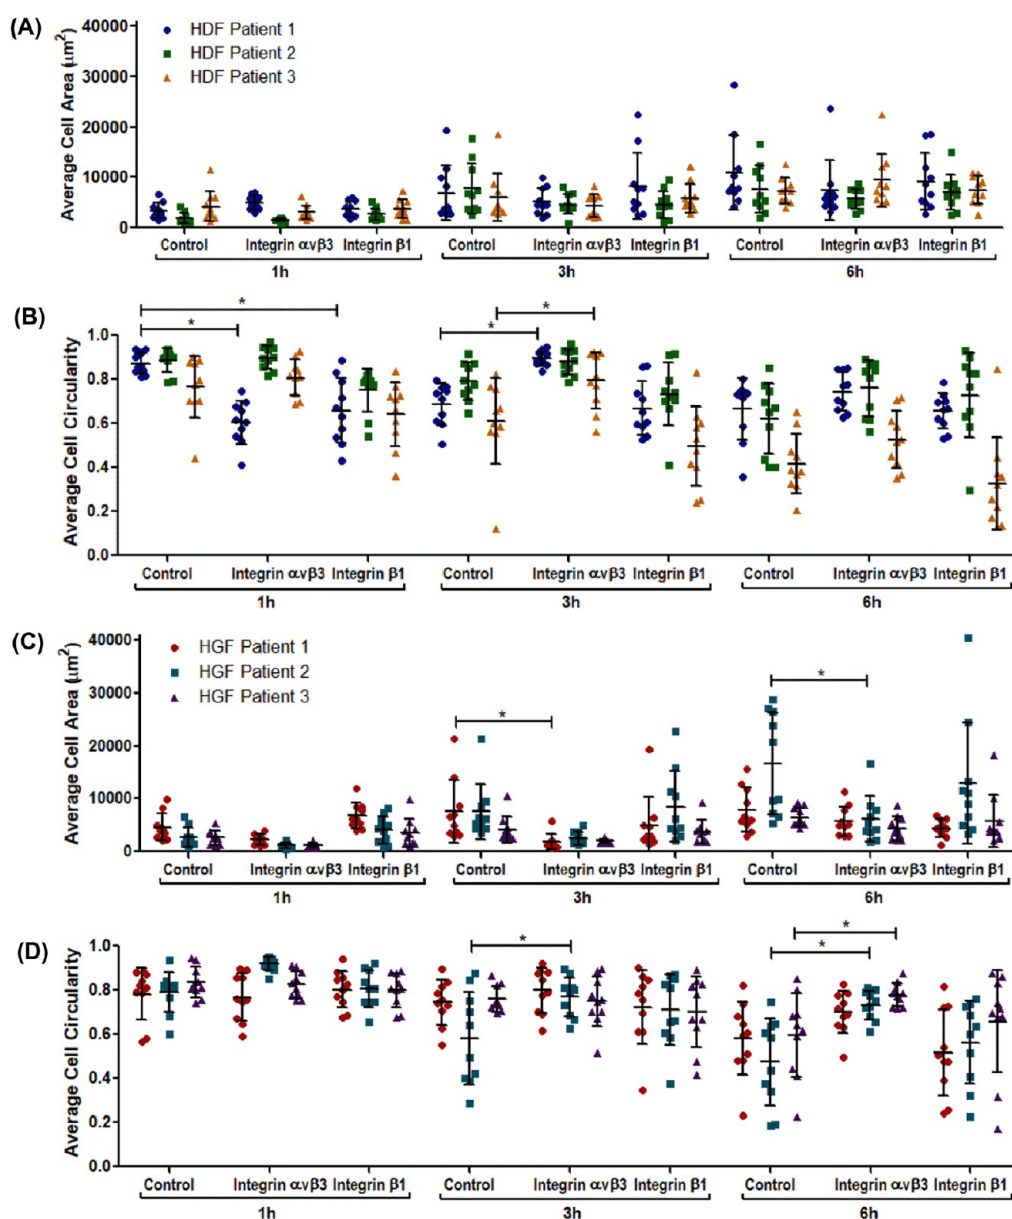 (A)
HDF Patient 1
HDF Patient 2
HDF Patient 3
Average Cell Area (μm²)
40000
30000
20000
10000
0
Control Integrin αvβ3 Integrin β1 Control Integrin αvβ3 Integrin β1 Control Integrin αvβ3 Integrin β1
1h 3h 6h
(B)
Average Cell Circularity
* * * *
1.0
0.8
0.6
0.4
0.2
0.0
Control Integrin αvβ3 Integrin β1 Control Integrin αvβ3 Integrin β1 Control Integrin αvβ3 Integrin β1
1h 3h 6h
(C)
HGF Patient 1
HGF Patient 2
HGF Patient 3
Average Cell Area (μm²)
* *
40000
30000
20000
10000
0
Control Integrin αvβ3 Integrin β1 Control Integrin αvβ3 Integrin β1 Control Integrin αvβ3 Integrin β1
1h 3h 6h
(D)
Average Cell Circularity
* * *
1.0
0.8
0.6
0.4
0.2
0.0
Control Integrin αvβ3 Integrin β1 Control Integrin αvβ3 Integrin β1 Control Integrin αvβ3 Integrin β1
1h 3h 6h